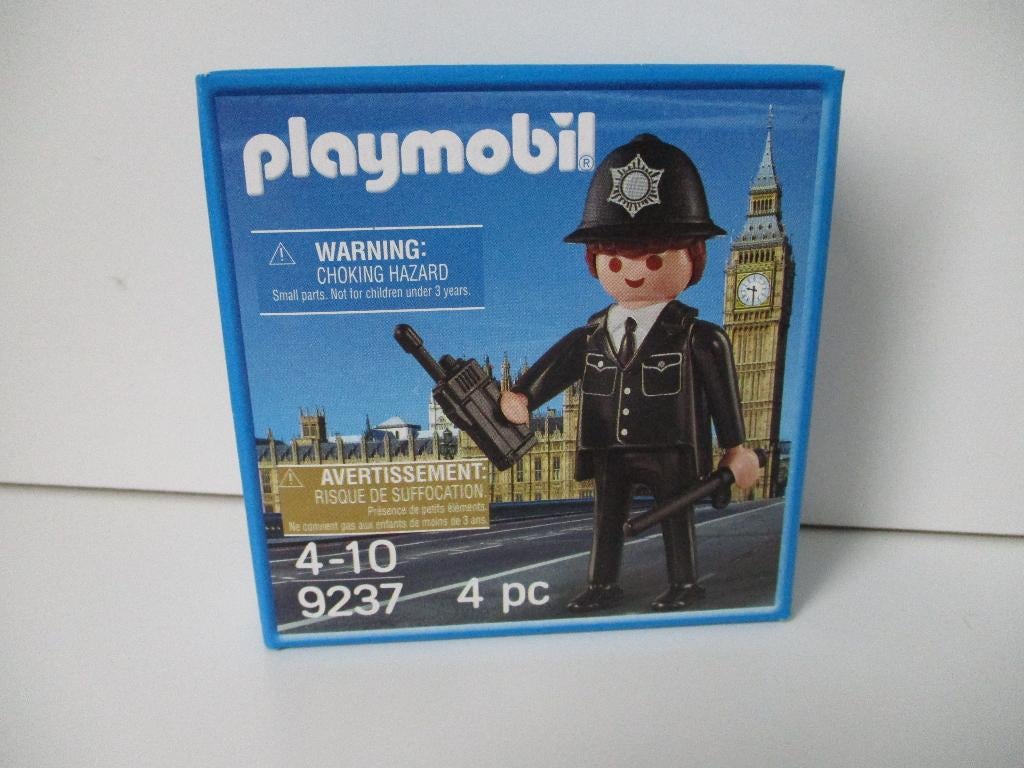 playmobil®
WARNING:
CHOKING HAZARD
Small parts. Not for children under 3 years.
AVERTISSEMENT:
RISQUE DE SUFFOCATION.
Présence de petits éléments.
Ne convient gas aux enfants de moins de 3 ans
4-10
9237
4 pc